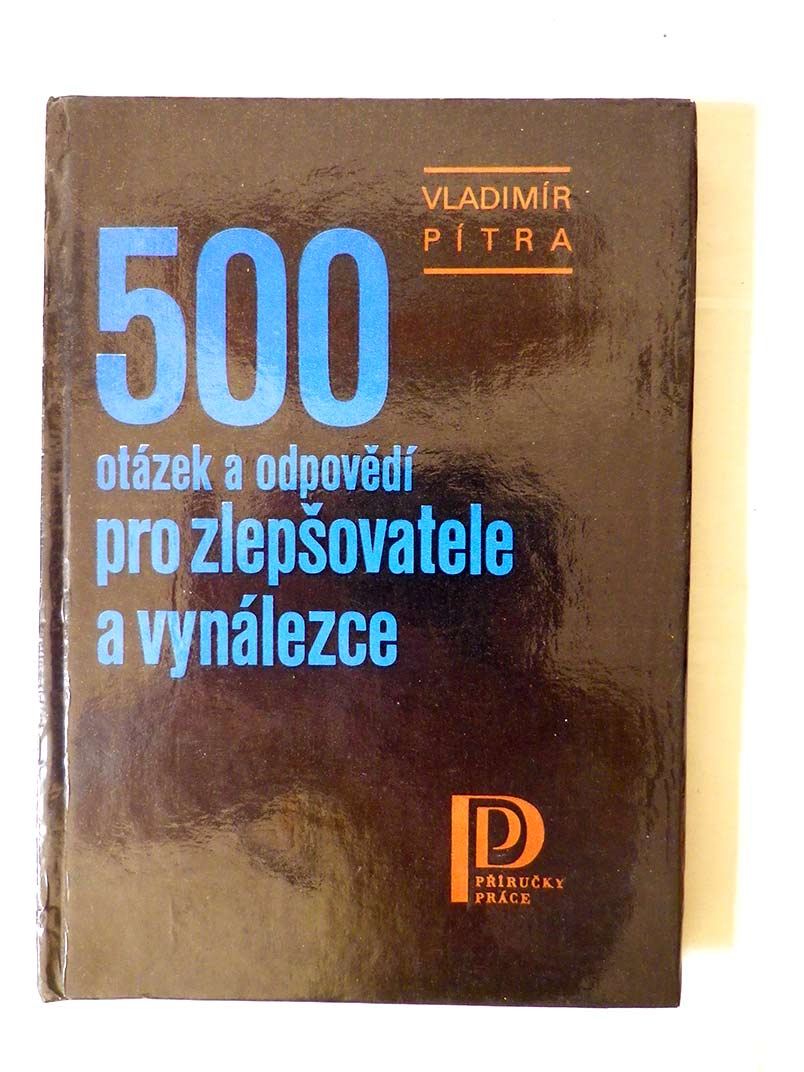 VLADIMÍR
PÍTRA
500
otázek a odpovědí
pro zlepšovatele
a vynálezce
PŘÍRUČKY
PRÁCE